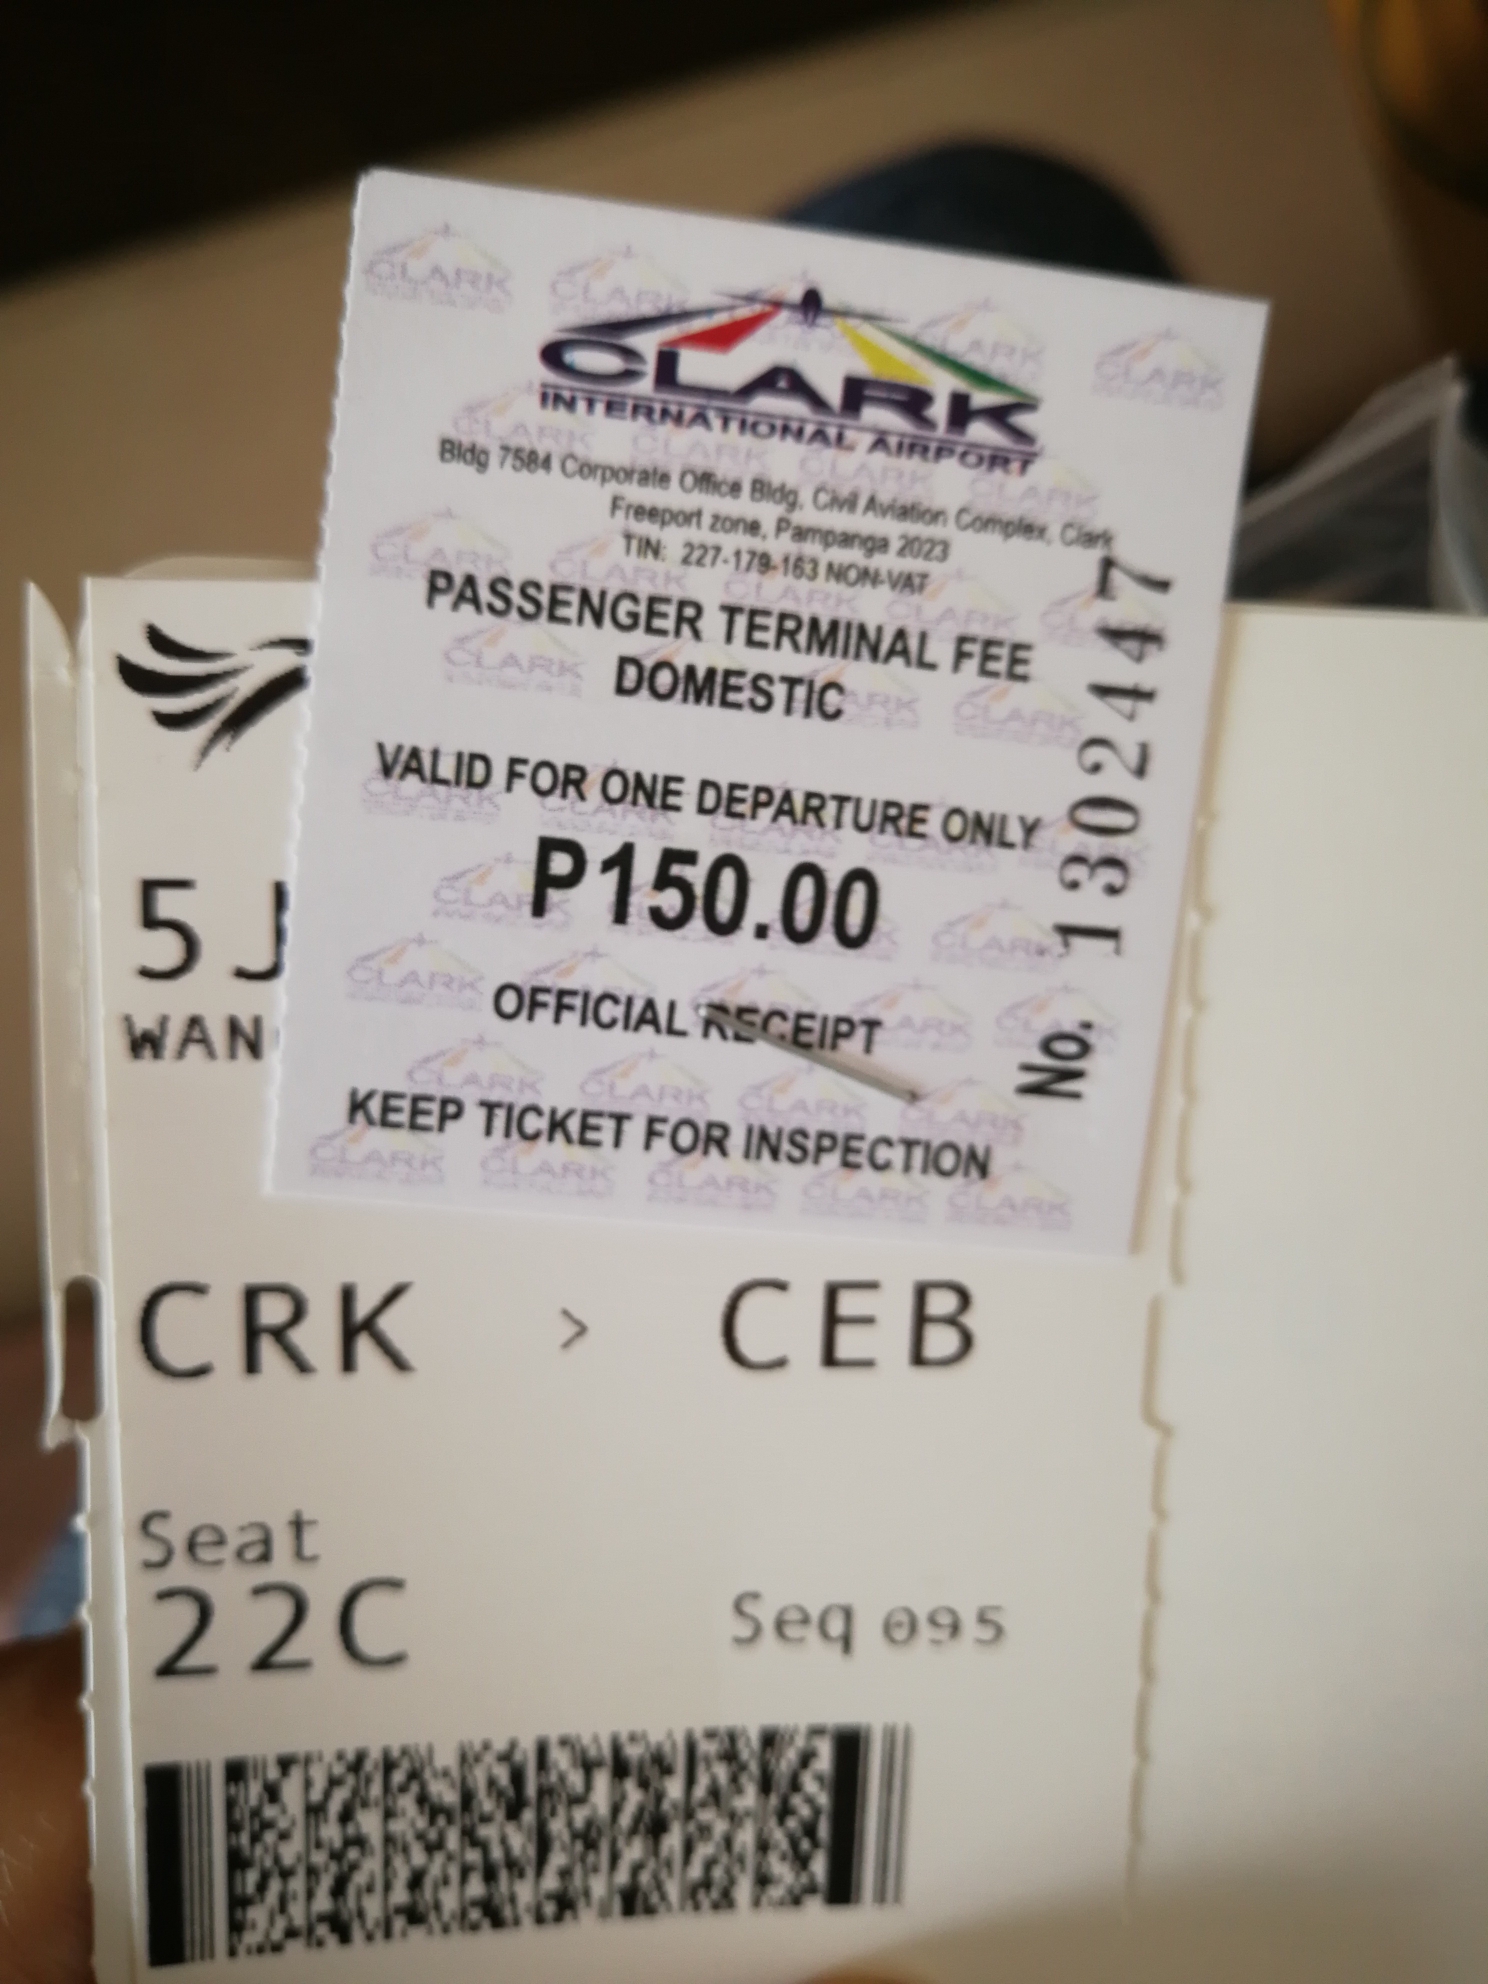 CLARK
INTERNATIONAL AIRPORT
Bldg 7584 Corporate Office Bldg, Civil Aviation Complex, Clark
Freeport zone, Pampanga 2023
TIN: 227-179-163 NON-VAT
PASSENGER TERMINAL FEE
DOMESTIC
VALID FOR ONE DEPARTURE ONLY
P150.00
OFFICIAL RECEIPT
KEEP TICKET FOR INSPECTION
No. 1302447
5J
WAN
CRK > CEB
Seat
22C
Seq 095